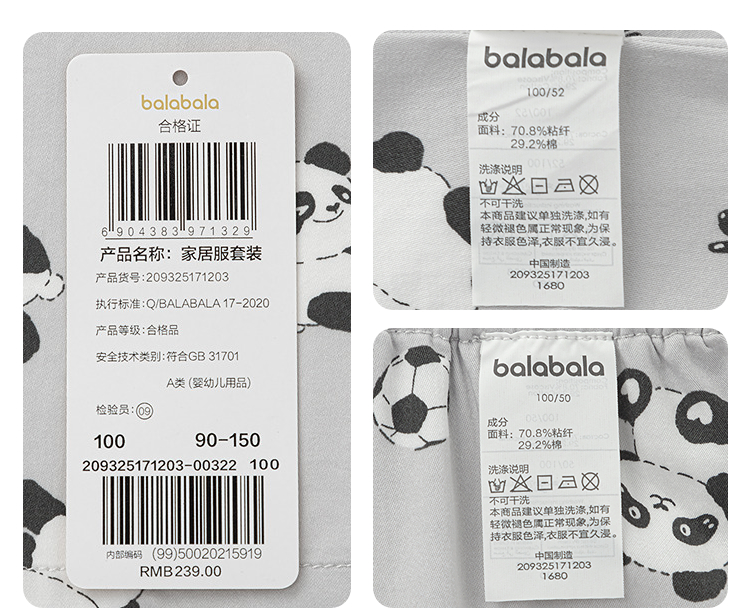 balabala
合格证
6 904383 971329
产品名称：家居服套装
产品货号：209325171203
执行标准：Q/BALABALA 17-2020
产品等级：合格品
安全技术类别：符合GB 31701
A类 (婴幼儿用品)
检验员：09
100 90-150
209325171203-00322 100
内部编码 (99)50020215919
RMB239.00
balabala
100/52
成分
面料：70.8%粘纤
29.2%棉
洗涤说明
不可干洗
本商品建议单独洗涤,如有
轻微褪色属正常现象,为保
持衣服色泽,衣服不宜久浸。
中国制造
209325171203
1680
balabala
100/50
成分
面料：70.8%粘纤
29.2%棉
洗涤说明
不可干洗
本商品建议单独洗涤,如有
轻微褪色属正常现象,为保
持衣服色泽,衣服不宜久浸。
中国制造
209325171203
1680